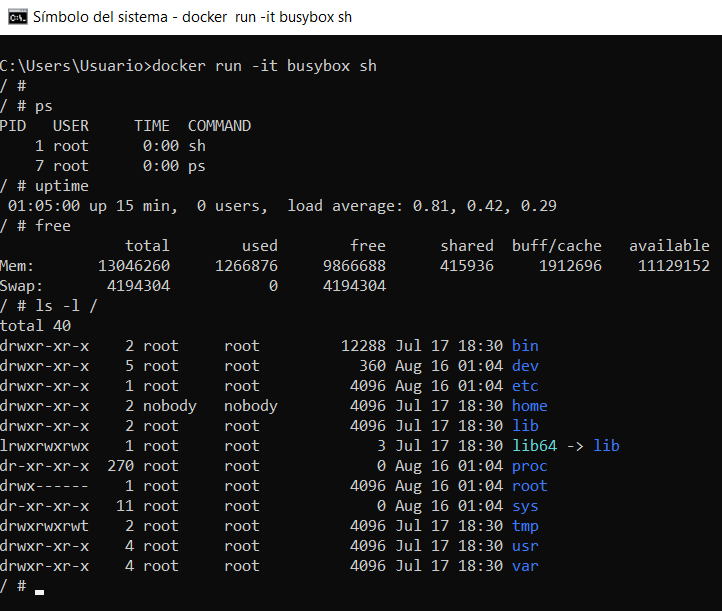 Símbolo del sistema - docker  run -it busybox sh
C:\Users\Usuario>docker run -it busybox sh
/ #
/ # ps
PID   USER     TIME  COMMAND
    1 root      0:00 sh
    7 root      0:00 ps
/ # uptime
 01:05:00 up 15 min,  0 users,  load average: 0.81, 0.42, 0.29
/ # free
              total        used        free      shared  buff/cache   available
Mem:       13046260     1266876     9866688      415936     1912696    11129152
Swap:       4194304           0     4194304
/ # ls -l /
total 40
drwxr-xr-x    2 root     root         12288 Jul 17 18:30 bin
drwxr-xr-x    5 root     root           360 Aug 16 01:04 dev
drwxr-xr-x    1 root     root          4096 Aug 16 01:04 etc
drwxr-xr-x    2 nobody   nobody        4096 Jul 17 18:30 home
drwxr-xr-x    2 root     root          4096 Jul 17 18:30 lib
lrwxrwxrwx    1 root     root             3 Jul 17 18:30 lib64 -> lib
dr-xr-xr-x  270 root     root             0 Aug 16 01:04 proc
drwx------    1 root     root          4096 Aug 16 01:04 root
dr-xr-xr-x   11 root     root             0 Aug 16 01:04 sys
drwxrwxrwt    2 root     root          4096 Jul 17 18:30 tmp
drwxr-xr-x    4 root     root          4096 Jul 17 18:30 usr
drwxr-xr-x    4 root     root          4096 Jul 17 18:30 var
/ #